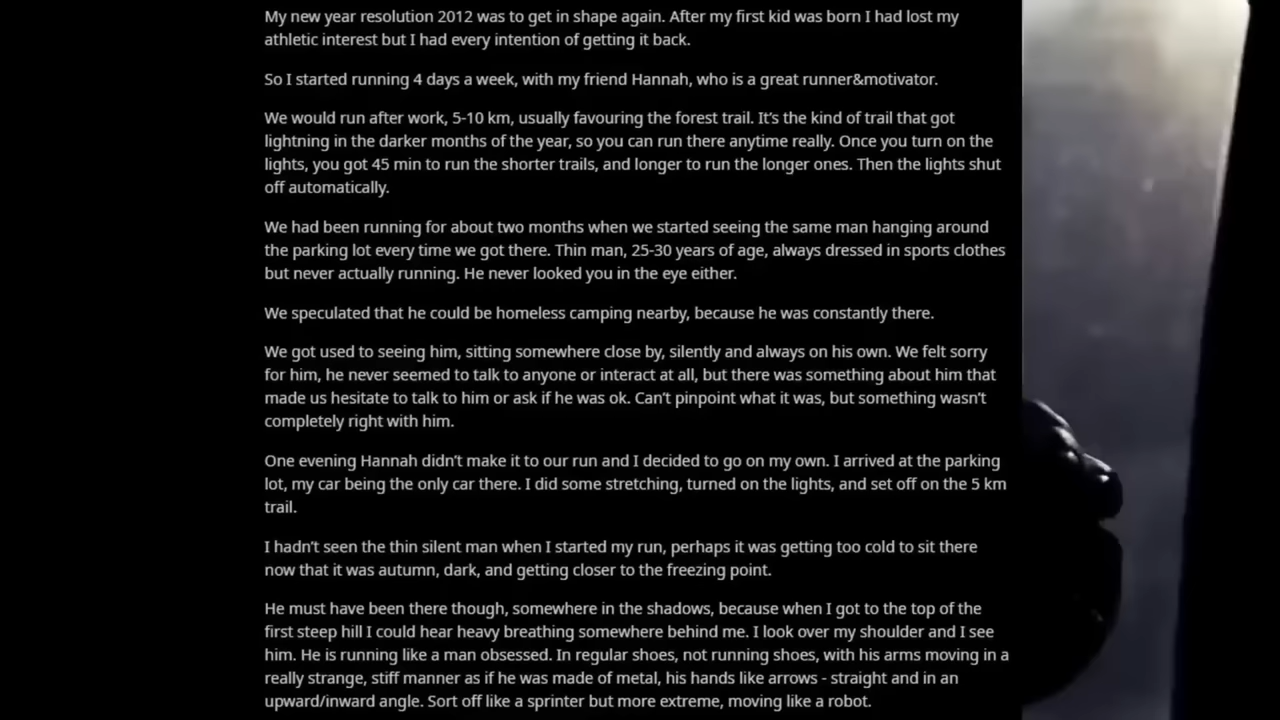 My new year resolution 2012 was to get in shape again. After my first kid was born I had lost my
athletic interest but I had every intention of getting it back.
So I started running 4 days a week, with my friend Hannah, who is a great runner&motivator.
We would run after work, 5-10 km, usually favouring the forest trail. It’s the kind of trail that got
lightning in the darker months of the year, so you can run there anytime really. Once you turn on the
lights, you got 45 min to run the shorter trails, and longer to run the longer ones. Then the lights shut
off automatically.
We had been running for about two months when we started seeing the same man hanging around
the parking lot every time we got there. Thin man, 25-30 years of age, always dressed in sports clothes
but never actually running. He never looked you in the eye either.
We speculated that he could be homeless camping nearby, because he was constantly there.
We got used to seeing him, sitting somewhere close by, silently and always on his own. We felt sorry
for him, he never seemed to talk to anyone or interact at all, but there was something about him that
made us hesitate to talk to him or ask if he was ok. Can’t pinpoint what it was, but something wasn’t
completely right with him.
One evening Hannah didn’t make it to our run and I decided to go on my own. I arrived at the parking
lot, my car being the only car there. I did some stretching, turned on the lights, and set off on the 5 km
trail.
I hadn’t seen the thin silent man when I started my run, perhaps it was getting too cold to sit there
now that it was autumn, dark, and getting closer to the freezing point.
He must have been there though, somewhere in the shadows, because when I got to the top of the
first steep hill I could hear heavy breathing somewhere behind me. I look over my shoulder and I see
him. He is running like a man obsessed. In regular shoes, not running shoes, with his arms moving in a
really strange, stiff manner as if he was made of metal, his hands like arrows - straight and in an
upward/inward angle. Sort off like a sprinter but more extreme, moving like a robot.